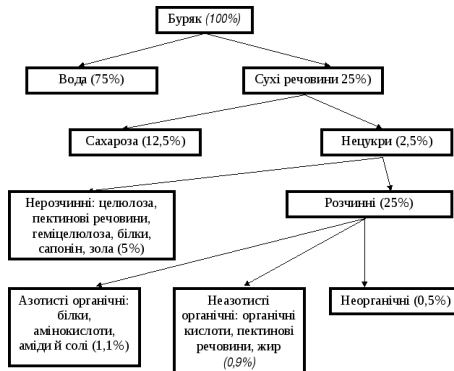 Буряк (100%)
Вода (75%)
Сухі речовини 25%)
Сахароза (12,5%)
Нецукри (2,5%)
Нерозчинні: целюлоза,
пектинові речовини,
геміцелюлоза, білки,
сапонін, зола (5%)
Розчинні (25%)
Азотисті органічні:
білки,
амінокислоти,
аміди й солі (1,1%)
Неазотисті
органічні: органічні
кислоти, пектинові
речовини, жир
(0,9%)
Неорганічні (0,5%)